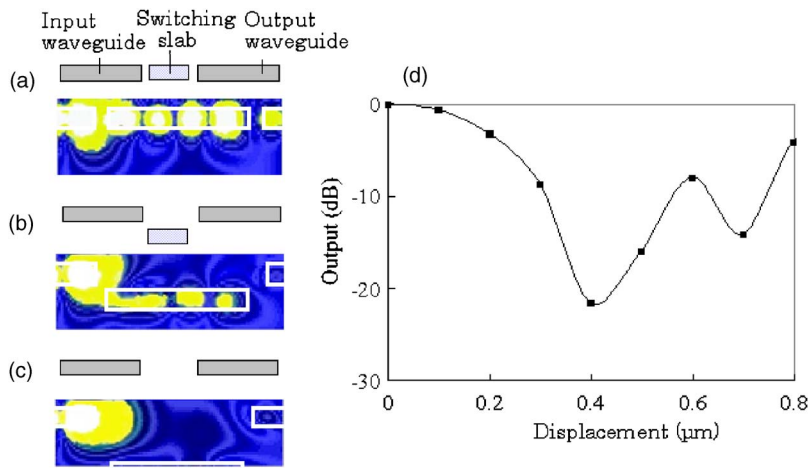 Input
waveguide
Switching
slab
Output
waveguide
(a)
(b)
(c)
(d)
0
-10
-20
-30
Output (dB)
0 0.2 0.4 0.6 0.8
Displacement (μm)